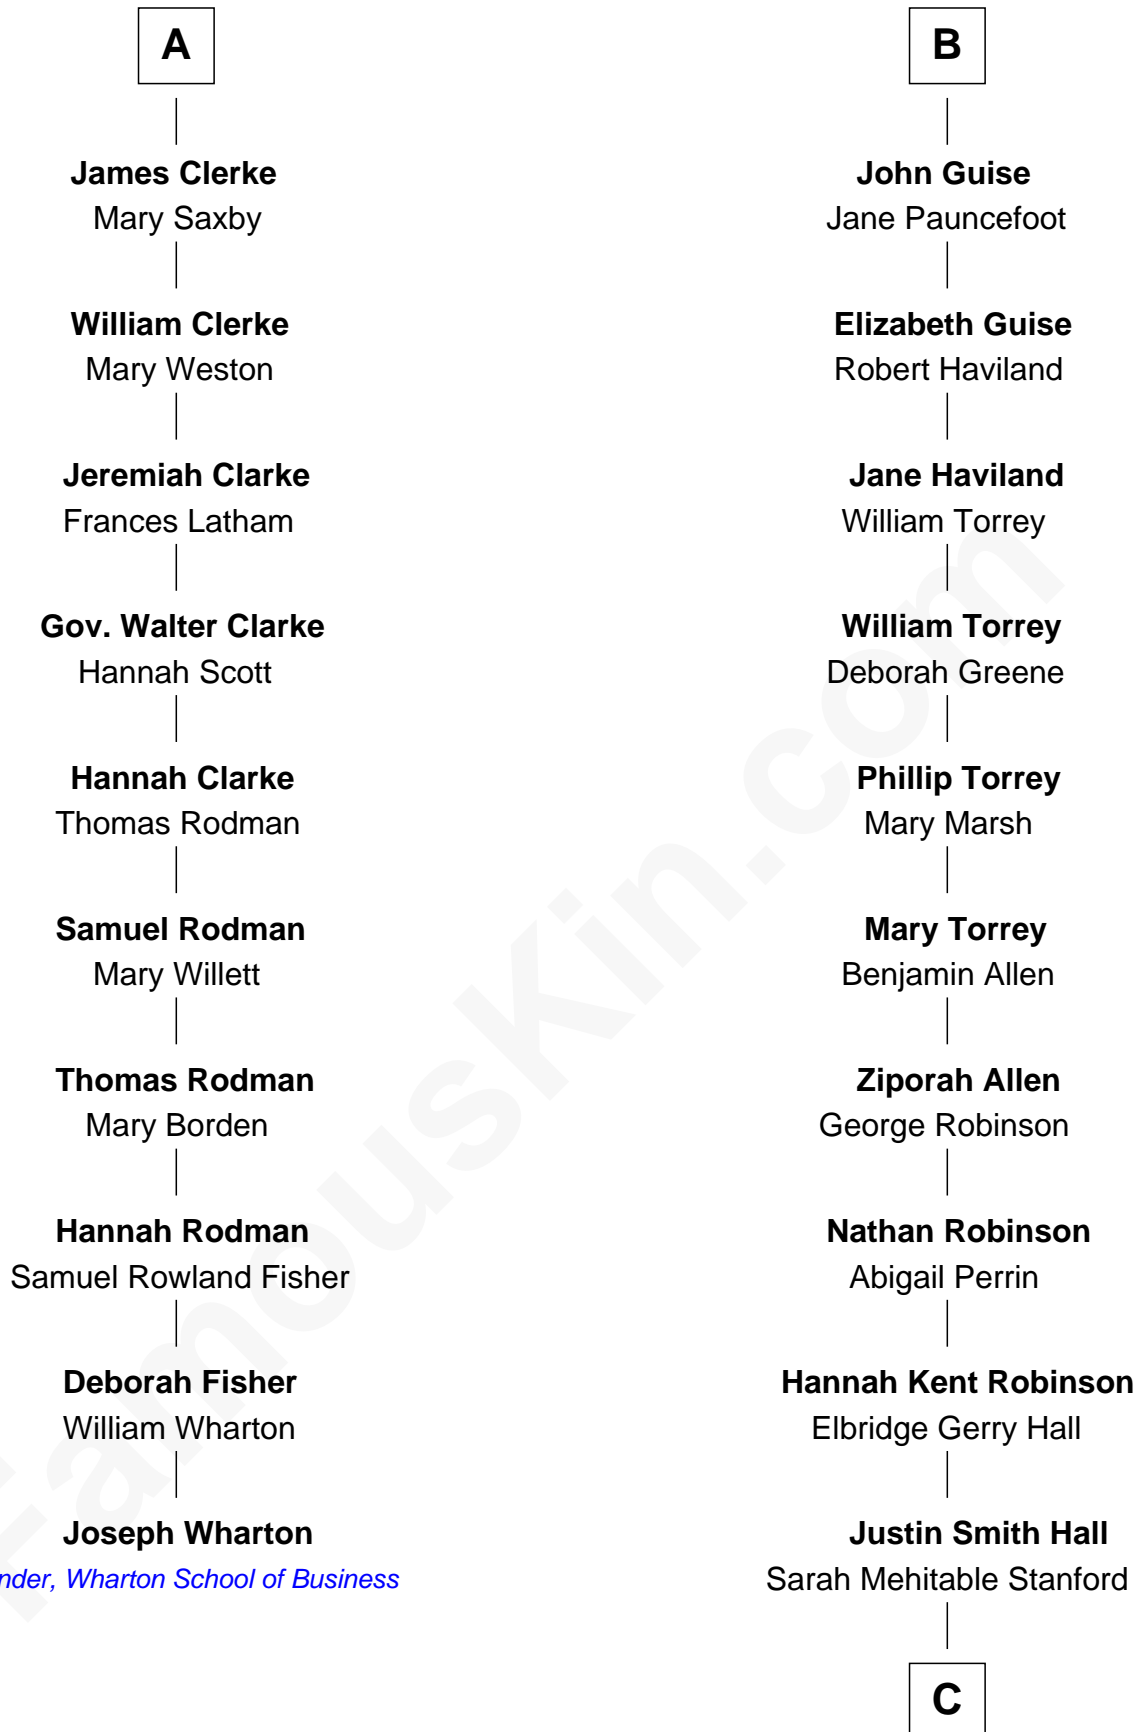 A
James Clerke
Mary Saxby
William Clerke
Mary Weston
Jeremiah Clarke
Frances Latham
Gov. Walter Clarke
Hannah Scott
Hannah Clarke
Thomas Rodman
Samuel Rodman
Mary Willett
Thomas Rodman
Mary Borden
Hannah Rodman
Samuel Rowland Fisher
Deborah Fisher
William Wharton
Joseph Wharton
nder, Wharton School of Business
B
John Guise
Jane Pauncefoot
Elizabeth Guise
Robert Haviland
Jane Haviland
William Torrey
William Torrey
Deborah Greene
Phillip Torrey
Mary Marsh
Mary Torrey
Benjamin Allen
Ziporah Allen
George Robinson
Nathan Robinson
Abigail Perrin
Hannah Kent Robinson
Elbridge Gerry Hall
Justin Smith Hall
Sarah Mehitable Stanford
C
FamousKin.com